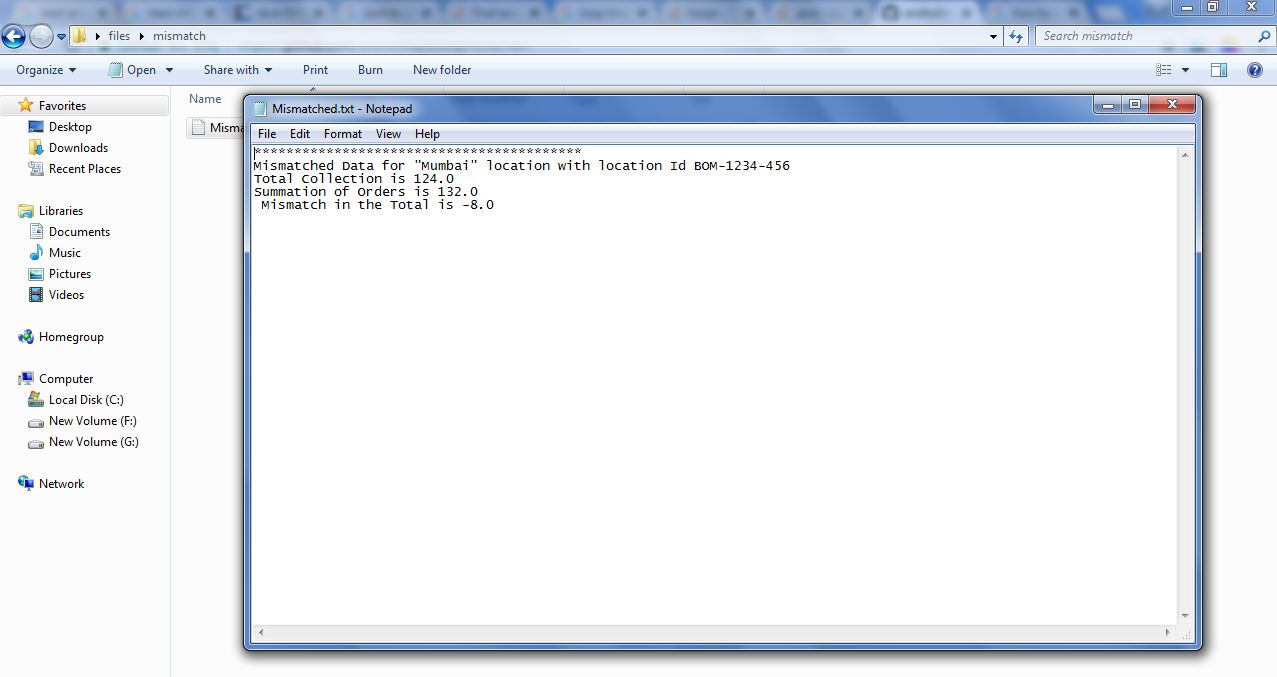 files mismatch
Search mismatch
Organize Open Share with Print Burn New folder
Favorites
Desktop
Downloads
Recent Places
Libraries
Documents
Music
Pictures
Videos
Homegroup
Computer
Local Disk (C:)
New Volume (F:)
New Volume (G:)
Network
Name
Misma
Mismatched.txt - Notepad
File Edit Format View Help
*****************************************
Mismatched Data for "Mumbai" location with location Id BOM-1234-456
Total Collection is 124.0
Summation of Orders is 132.0
Mismatch in the Total is -8.0